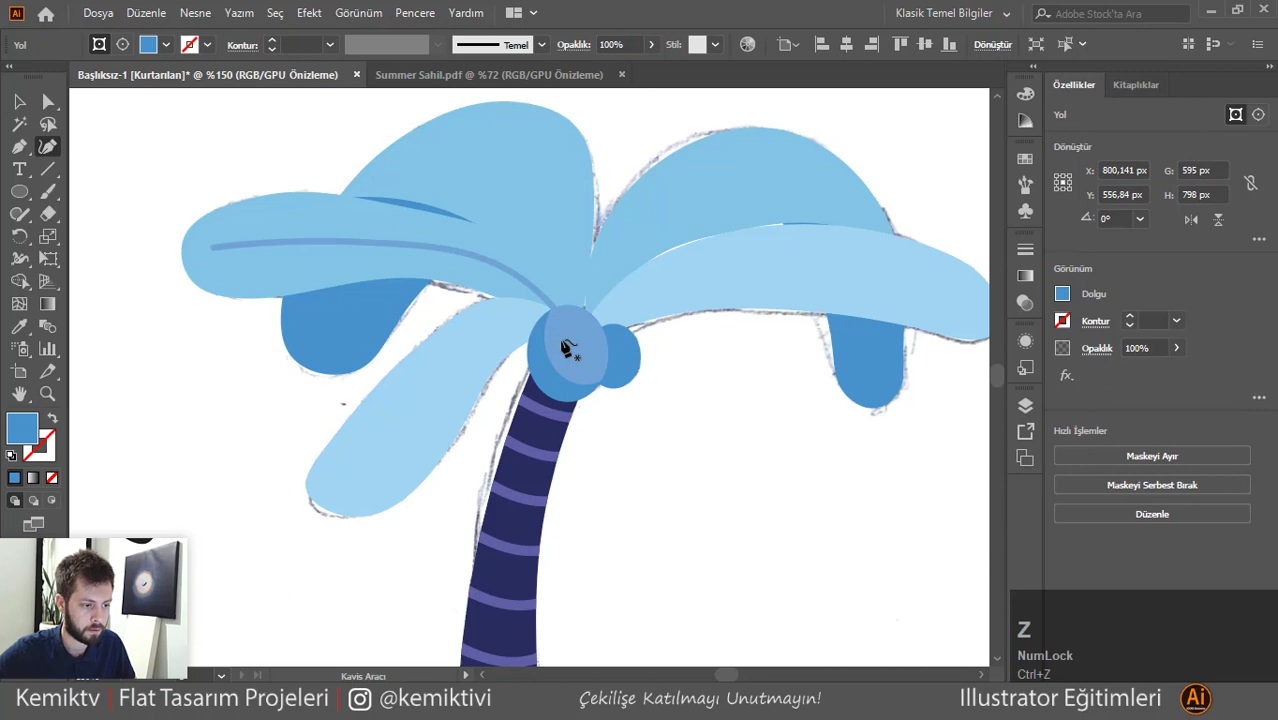 Ai Dosya Düzenle Nesne Yazım Seç Efekt Görünüm Pencere Yardım Klasik Temel Bilgiler Adobe Stock'ta Ara
Yol Kontur: Temel Opaklık: 100% Stil: Dönüştür
Başlıksız-1 [Kurtarılan]* @ %150 (RGB/GPU Önizleme) Summer Sahil.pdf @ %72 (RGB/GPU Önizleme)
Özellikler Kitaplıklar
Yol
Dönüştür
X: 800,141 px G: 595 px
Y: 556,84 px H: 798 px
0°
Görünüm
Dolgu
Kontur
Opaklık 100%
fx.
Hızlı İşlemler
Maskeyi Ayır
Maskeyi Serbest Bırak
Düzenle
Z
NumLock
Ctrl+Z
Kavis Aracı
Kemiktv | Flat Tasarım Projeleri @kemiktivi Çekilişe Katılmayı Unutmayın! Illustrator Eğitimleri Ai